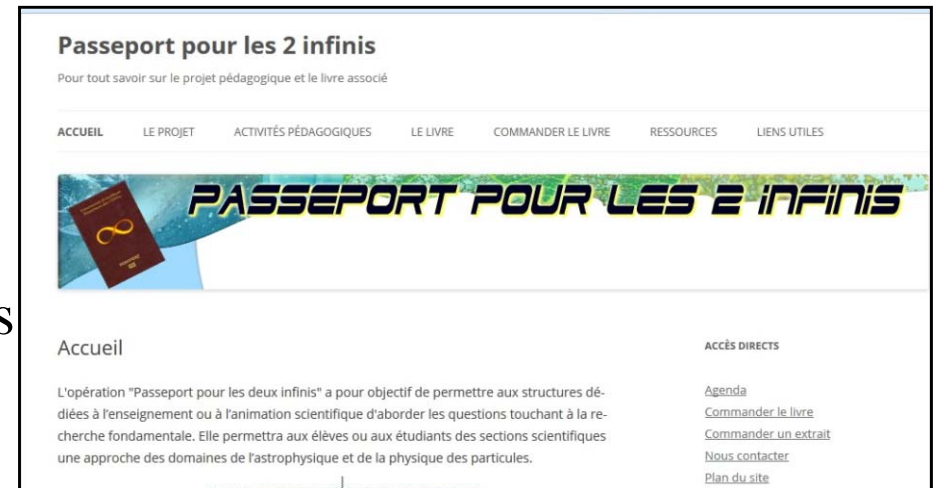 Passeport pour les 2 infinis
Pour tout savoir sur le projet pédagogique et le livre associé
ACCUEIL LE PROJET ACTIVITÉS PÉDAGOGIQUES LE LIVRE COMMANDER LE LIVRE RESSOURCES LIENS UTILES
PASSEPORT POUR LES 2 INFINIS
s
Accueil
L'opération "Passeport pour les deux infinis" a pour objectif de permettre aux structures dé-
diées à l'enseignement ou à l'animation scientifique d'aborder les questions touchant à la re-
cherche fondamentale. Elle permettra aux élèves ou aux étudiants des sections scientifiques
une approche des domaines de l'astrophysique et de la physique des particules.
ACCÈS DIRECTS
Agenda
Commander le livre
Commander un extrait
Nous contacter
Plan du site